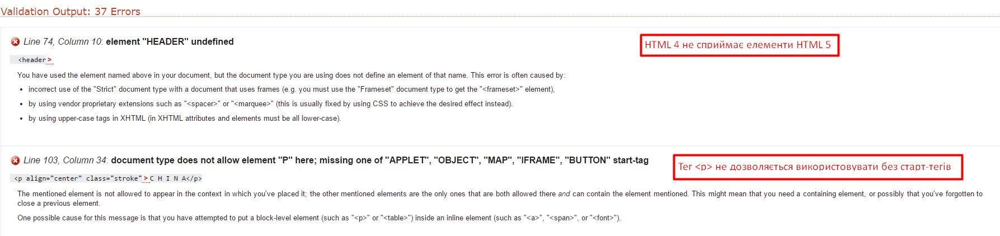 Validation Output: 37 Errors
Line 74, Column 10: element "HEADER" undefined
HTML 4 не сприймає елементи HTML 5
<header>
You have used the element named above in your document, but the document type you are using does not define an element of that name. This error is often caused by:
• incorrect use of the "Strict" document type with a document that uses frames (e.g. you must use the "Frameset" document type to get the "<frameset>" element),
• by using vendor proprietary extensions such as "<spacer>" or "<marquee>" (this is usually fixed by using CSS to achieve the desired effect instead).
• by using upper-case tags in XHTML (in XHTML attributes and elements must be all lower-case).
Line 103, Column 34: document type does not allow element "P" here; missing one of "APPLET", "OBJECT", "MAP", "IFRAME", "BUTTON" start-tag
Тег <p> не дозволяється використовувати без старт-тегів
<p align="center" class="stroke">C H I N A</p>
The mentioned element is not allowed to appear in the context in which you've placed it; the other mentioned elements are the only ones that are both allowed there and can contain the element mentioned. This might mean that you need a containing element, or possibly that you've forgotten to
close a previous element.
One possible cause for this message is that you have attempted to put a block-level element (such as "<p>" or "<table>") inside an inline element (such as "<a>", "<span>", or "<font>").